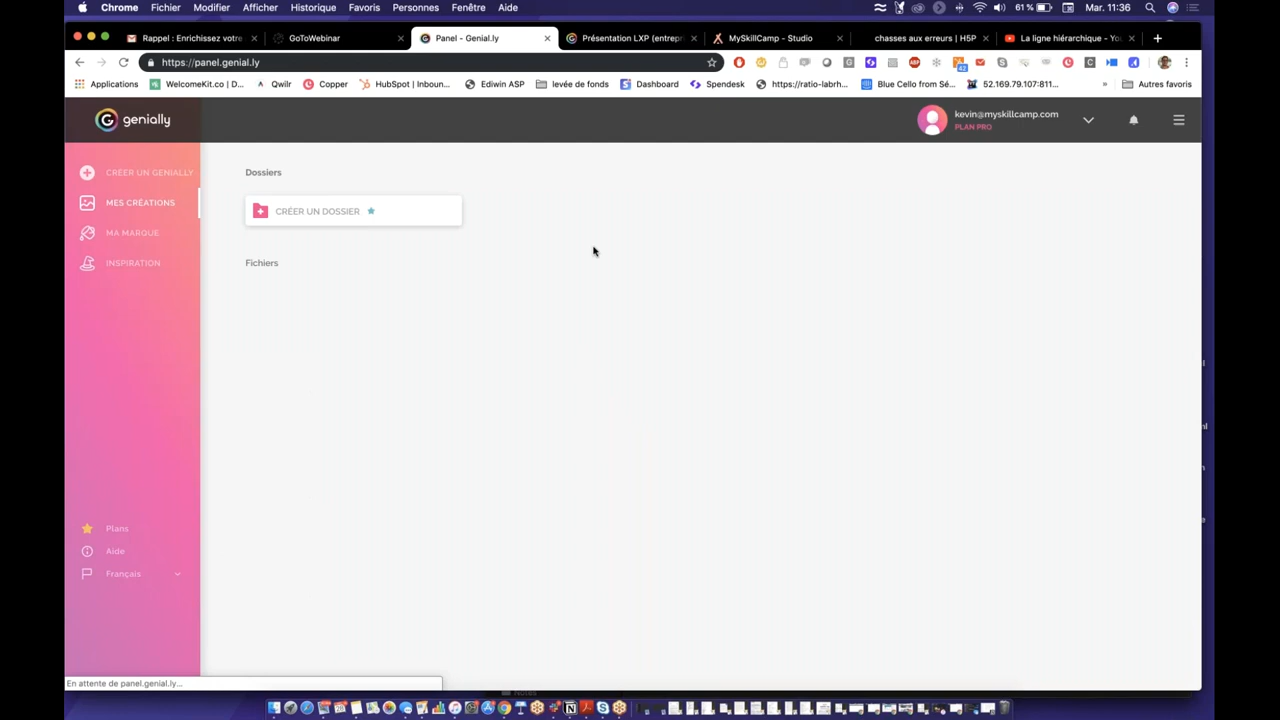 Chrome Fichier Modifier Afficher Historique Favoris Personnes Fenêtre Aide 61 % Mar. 11:36
Rappel : Enrichissez votre GoToWebinar Panel - Genial.ly Présentation LXP (entrepr MySkillCamp - Studio chasses aux erreurs | H5P La ligne hiérarchique - You
https://panel.genial.ly
Applications WelcomeKit.co | D... Qwilr Copper HubSpot | Inboun... Ediwin ASP levée de fonds Dashboard Spendesk https://ratio-labrh... Blue Cello from Sé... 52.169.79.107:811... » Autres favoris
genially
kevin@myskillcamp.com
PLAN PRO
CRÉER UN GENIALLY
MES CRÉATIONS
MA MARQUE
INSPIRATION
Dossiers
CRÉER UN DOSSIER
Fichiers
Plans
Aide
Français
En attente de panel.genial.ly...
Notes